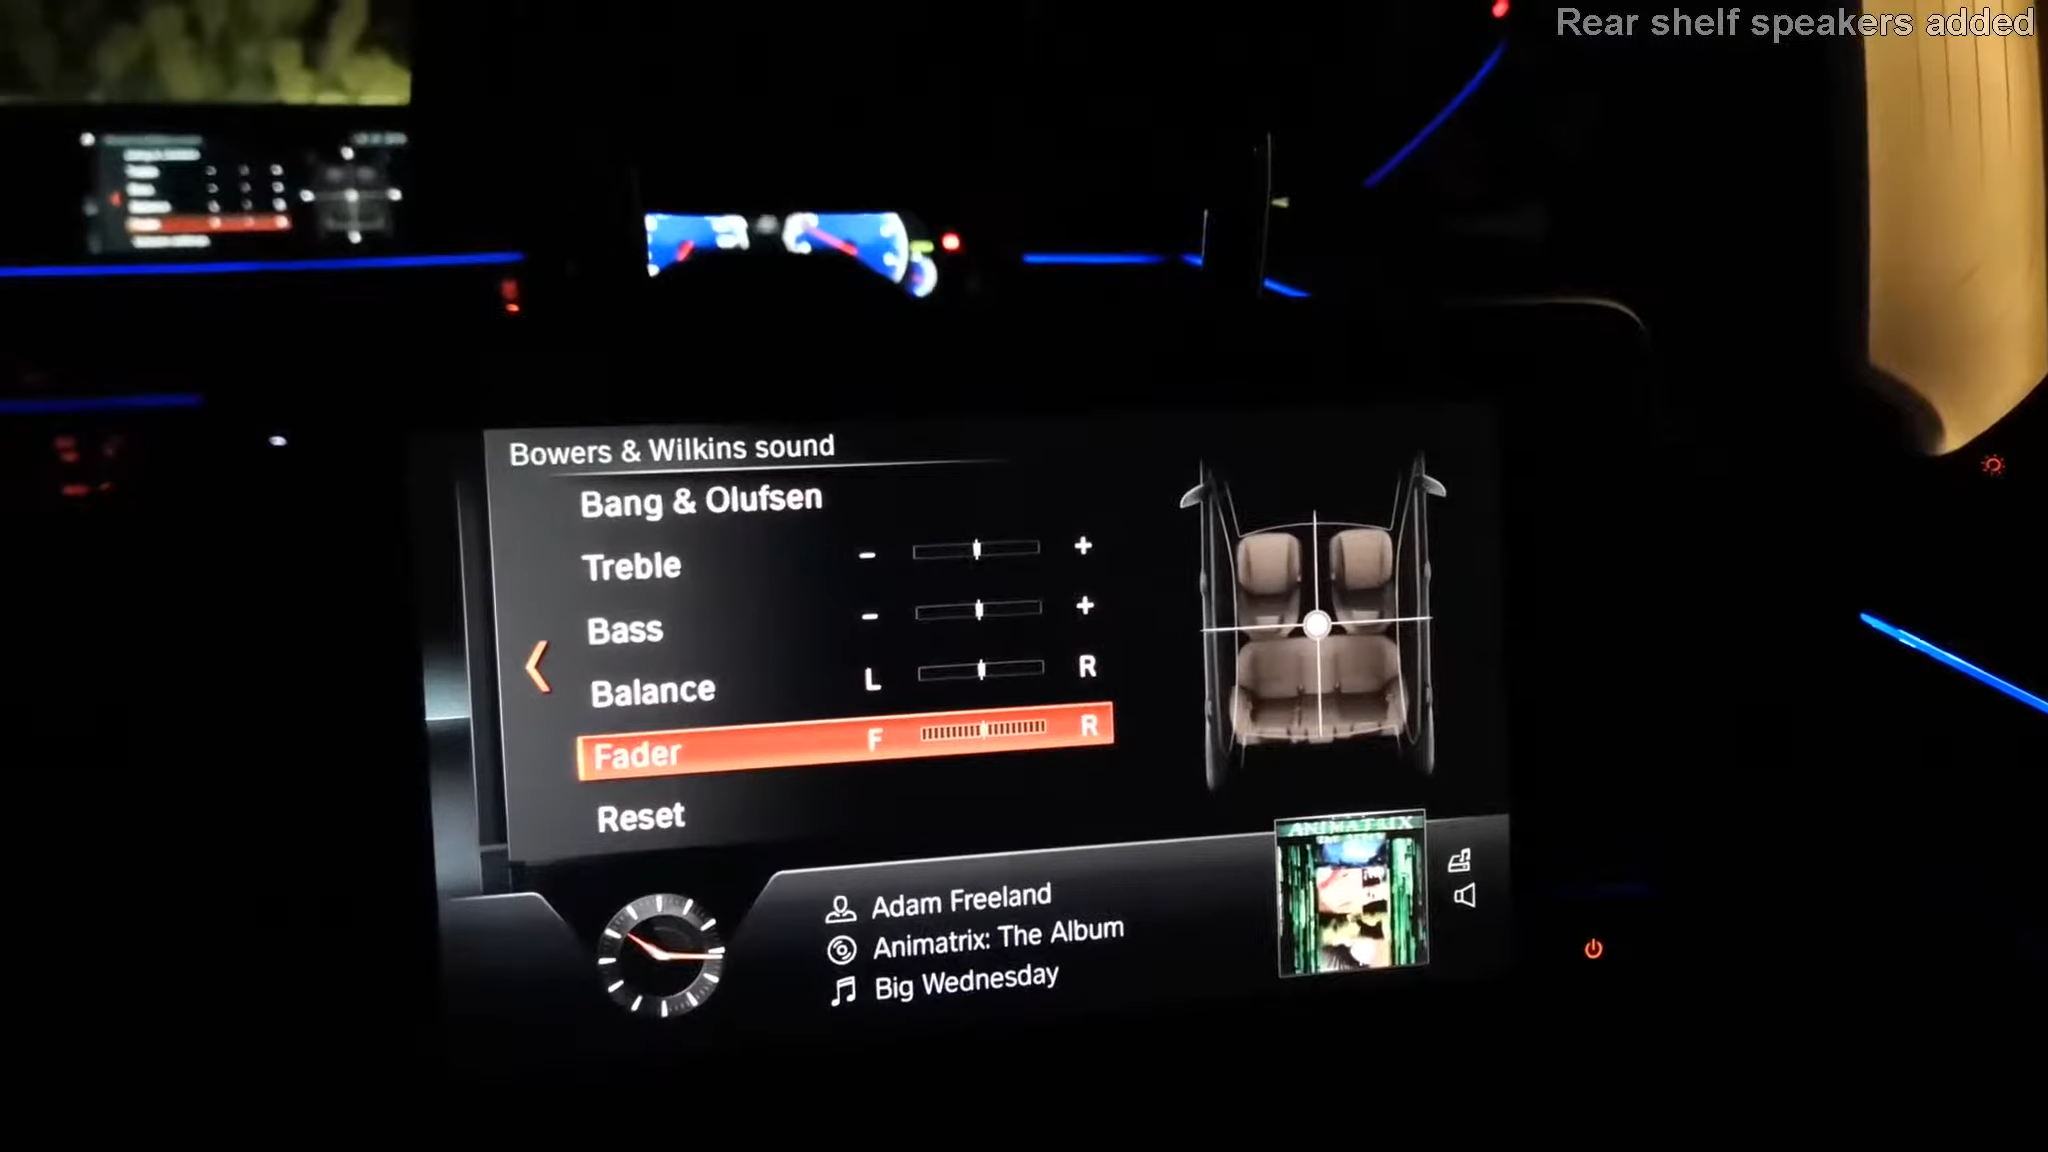 Rear shelf speakers added
Bowers & Wilkins sound
Bang & Olufsen
Treble - +
Bass - +
Balance L R
Fader F R
Reset
Adam Freeland
Animatrix: The Album
Big Wednesday
ANIMATRIX